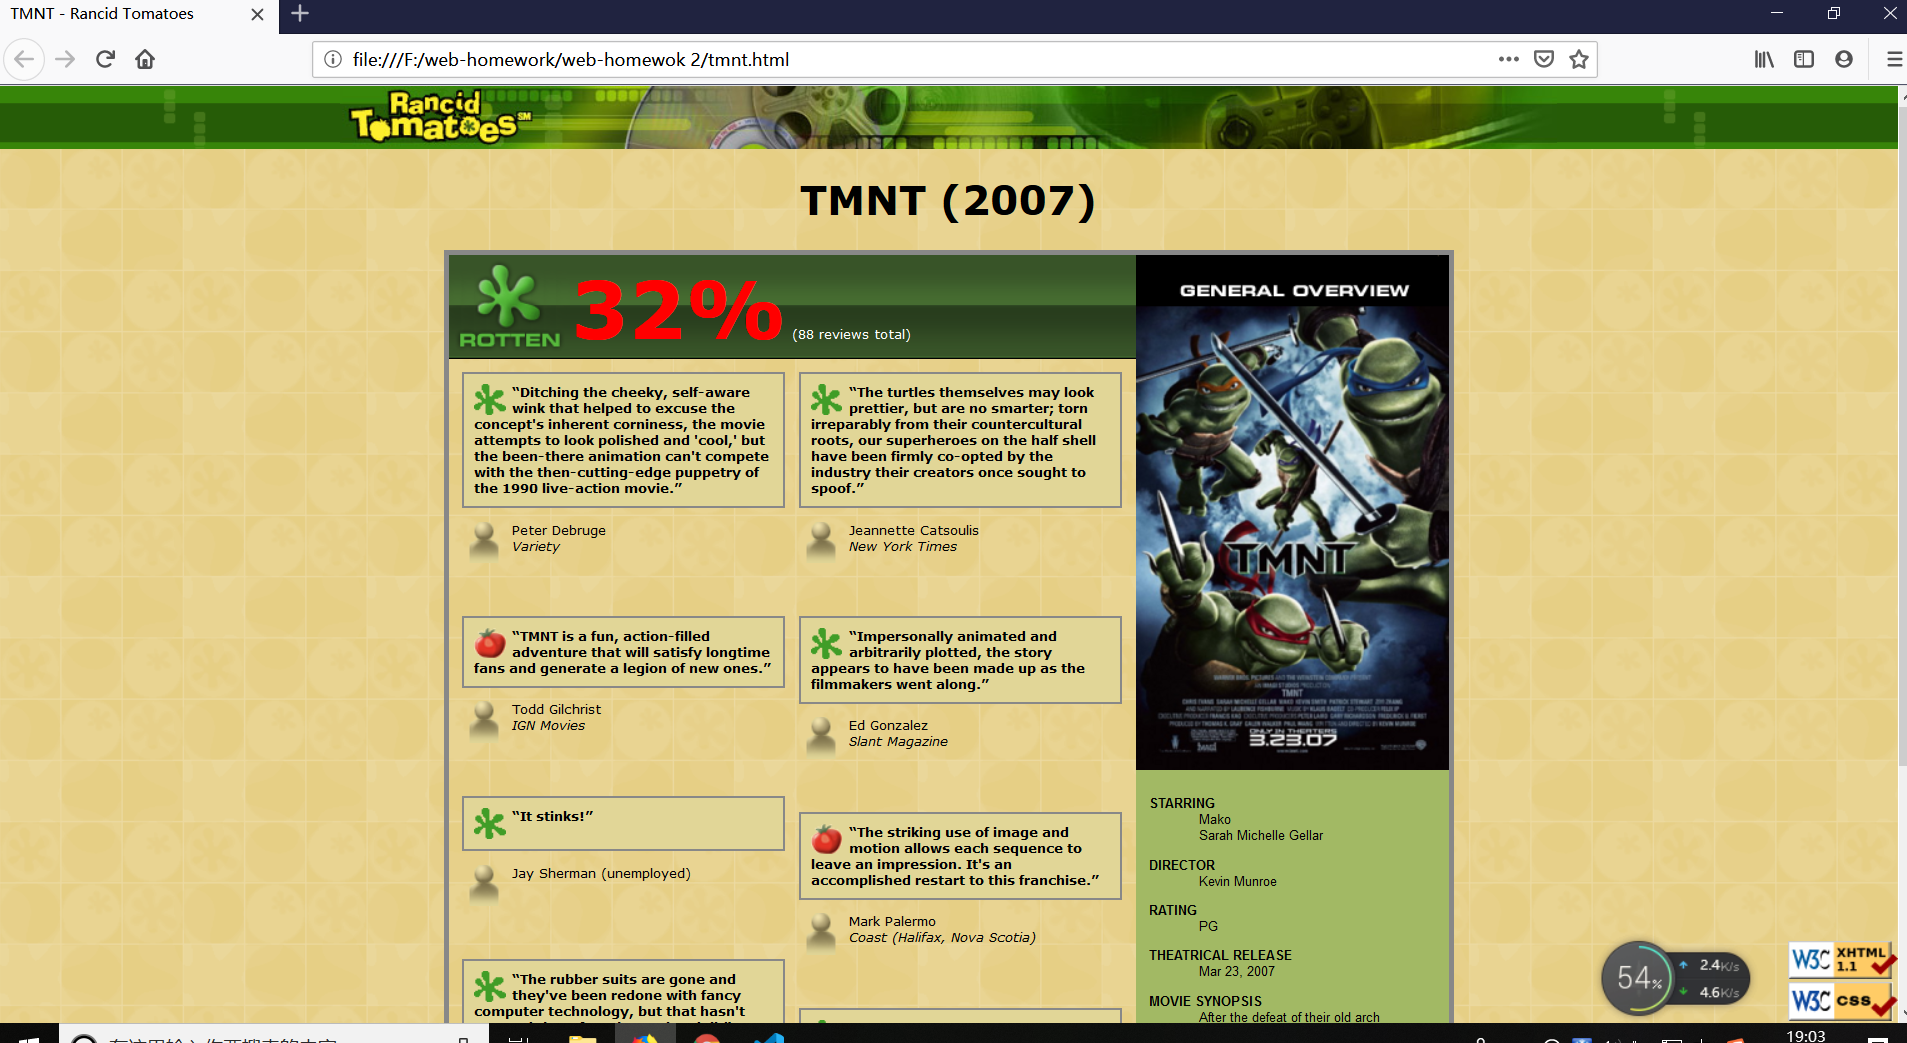 TMNT - Rancid Tomatoes
file:///F:/web-homework/web-homewok 2/tmnt.html
Rancid
Tomatoes SM
TMNT (2007)
ROTTEN
32%
(88 reviews total)
GENERAL OVERVIEW
“Ditching the cheeky, self-aware
wink that helped to excuse the
concept's inherent corniness, the movie
attempts to look polished and 'cool,' but
the been-there animation can't compete
with the then-cutting-edge puppetry of
the 1990 live-action movie.”
Peter Debruge
Variety
“TMNT is a fun, action-filled
adventure that will satisfy longtime
fans and generate a legion of new ones.”
Todd Gilchrist
IGN Movies
“It stinks!”
Jay Sherman (unemployed)
“The rubber suits are gone and
they've been redone with fancy
computer technology, but that hasn't
“The turtles themselves may look
prettier, but are no smarter; torn
irreparably from their countercultural
roots, our superheroes on the half shell
have been firmly co-opted by the
industry their creators once sought to
spoof.”
Jeannette Catsoulis
New York Times
“Impersonally animated and
arbitrarily plotted, the story
appears to have been made up as the
filmmakers went along.”
Ed Gonzalez
Slant Magazine
“The striking use of image and
motion allows each sequence to
leave an impression. It's an
accomplished restart to this franchise.”
Mark Palermo
Coast (Halifax, Nova Scotia)
TMNT
TMNT
ONLY IN THEATERS
3.23.07
STARRING
Mako
Sarah Michelle Gellar
DIRECTOR
Kevin Munroe
RATING
PG
THEATRICAL RELEASE
Mar 23, 2007
MOVIE SYNOPSIS
After the defeat of their old arch
54%
2.4K/s
4.6K/s
W3C XHTML
1.1
W3C css
19:03